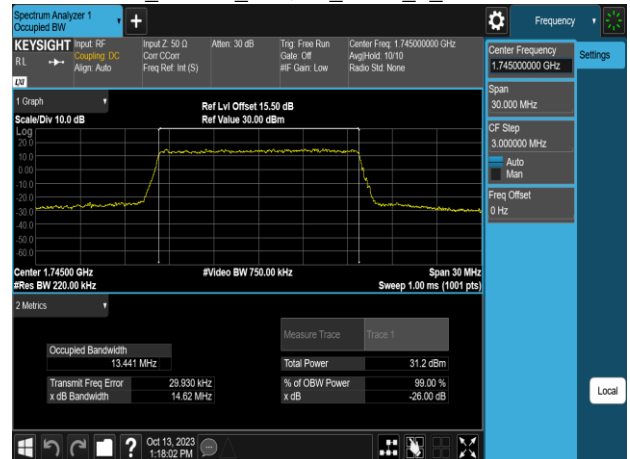 Spectrum Analyzer 1
Occupied BW
Frequency
KEYSIGHT
RL
LXI
Input: RF
Coupling: DC
Align: Auto
Input Z: 50 Ω
Corr CCorr
Freq Ref: Int (S)
Atten: 30 dB
Trig: Free Run
Gate: Off
#IF Gain: Low
Center Freq: 1.745000000 GHz
Avg|Hold: 10/10
Radio Std: None
Center Frequency
1.745000000 GHz
Settings
Span
30.000 MHz
CF Step
3.000000 MHz
Auto
Man
Freq Offset
0 Hz
Local
1 Graph
Scale/Div 10.0 dB
Ref Lvl Offset 15.50 dB
Ref Value 30.00 dBm
Log
20.0
10.0
0.00
-10.0
-20.0
-30.0
-40.0
-50.0
-60.0
Center 1.74500 GHz
#Video BW 750.00 kHz
Span 30 MHz
#Res BW 220.00 kHz
Sweep 1.00 ms (1001 pts)
2 Metrics
Measure Trace
Trace 1
Occupied Bandwidth
13.441 MHz
Total Power
31.2 dBm
Transmit Freq Error
29.930 kHz
% of OBW Power
99.00 %
x dB Bandwidth
14.62 MHz
x dB
-26.00 dB
?
Oct 13, 2023
1:18:02 PM